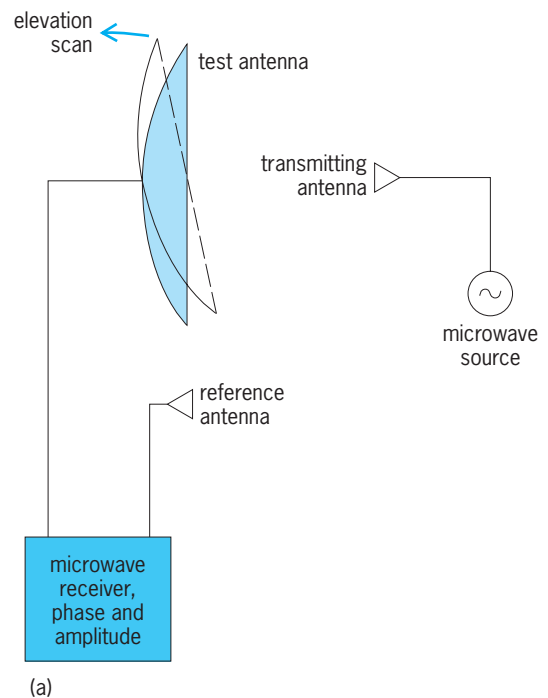 elevation
scan
test antenna
transmitting
antenna
microwave
source
reference
antenna
microwave
receiver,
phase and
amplitude
(a)